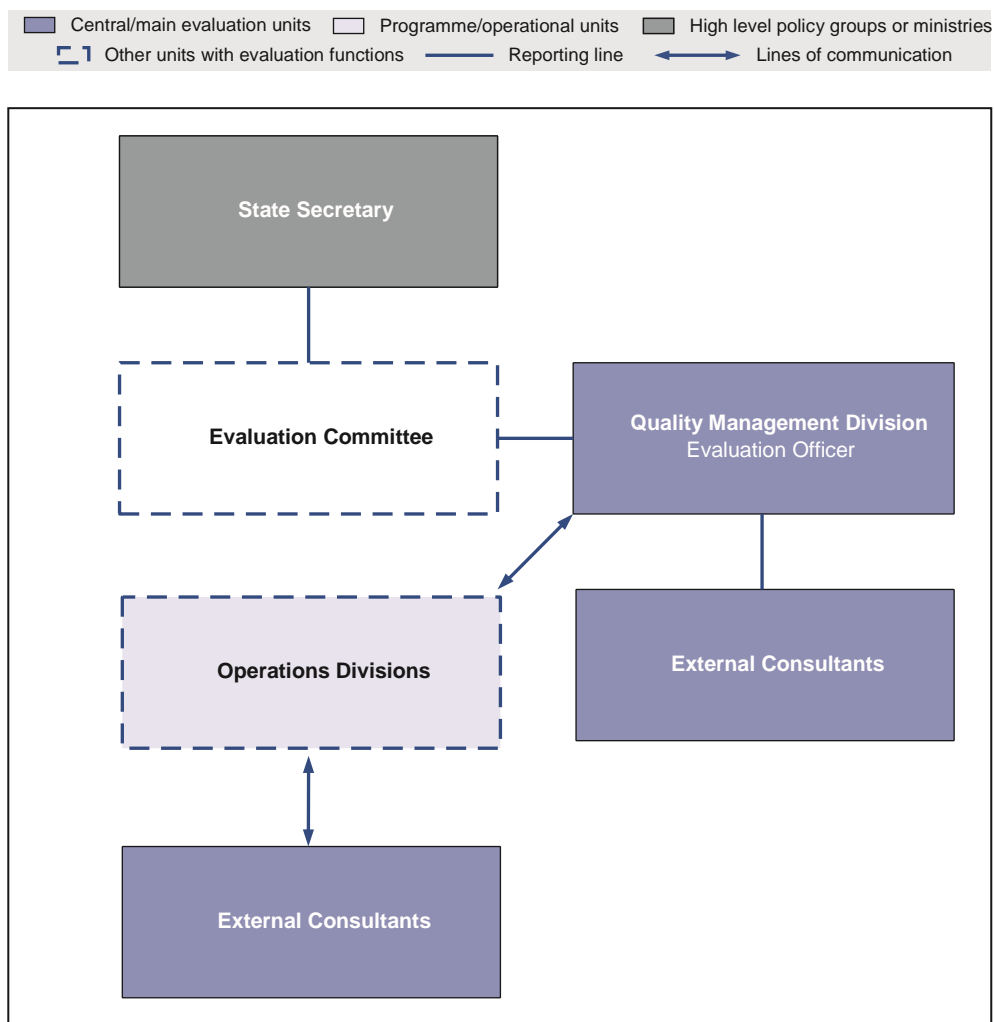 Central/main evaluation units Programme/operational units High level policy groups or ministries
Other units with evaluation functions Reporting line Lines of communication
State Secretary
Evaluation Committee
Quality Management Division
Evaluation Officer
Operations Divisions
External Consultants
External Consultants